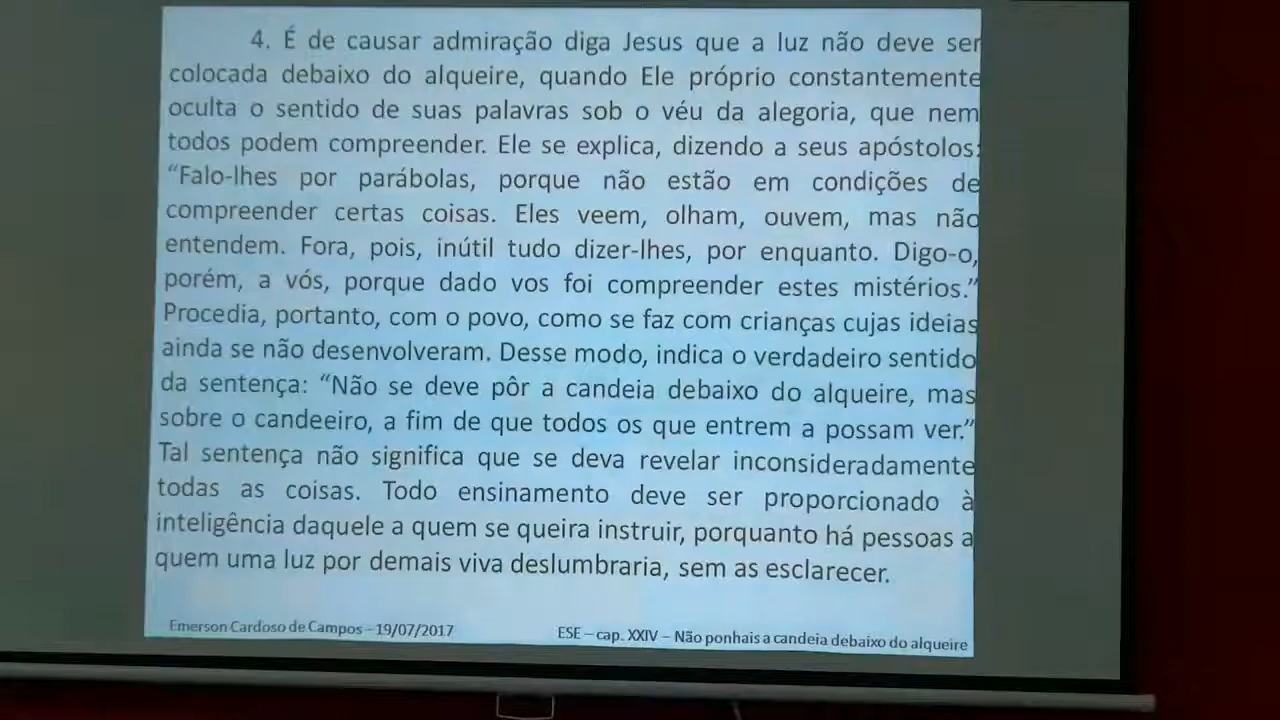 4. É de causar admiração diga Jesus que a luz não deve ser
colocada debaixo do alqueire, quando Ele próprio constantemente
oculta o sentido de suas palavras sob o véu da alegoria, que nem
todos podem compreender. Ele se explica, dizendo a seus apóstolos:
“Falo-lhes por parábolas, porque não estão em condições de
compreender certas coisas. Eles veem, olham, ouvem, mas não
entendem. Fora, pois, inútil tudo dizer-lhes, por enquanto. Digo-o,
porém, a vós, porque dado vos foi compreender estes mistérios.”
Procedia, portanto, com o povo, como se faz com crianças cujas ideias
ainda se não desenvolveram. Desse modo, indica o verdadeiro sentido
da sentença: “Não se deve pôr a candeia debaixo do alqueire, mas
sobre o candeeiro, a fim de que todos os que entrem a possam ver.”
Tal sentença não significa que se deva revelar inconsideradamente
todas as coisas. Todo ensinamento deve ser proporcionado à
inteligência daquele a quem se queira instruir, porquanto há pessoas a
quem uma luz por demais viva deslumbraria, sem as esclarecer.
Emerson Cardoso de Campos – 19/07/2017
ESE – cap. XXIV – Não ponhais a candeia debaixo do alqueire